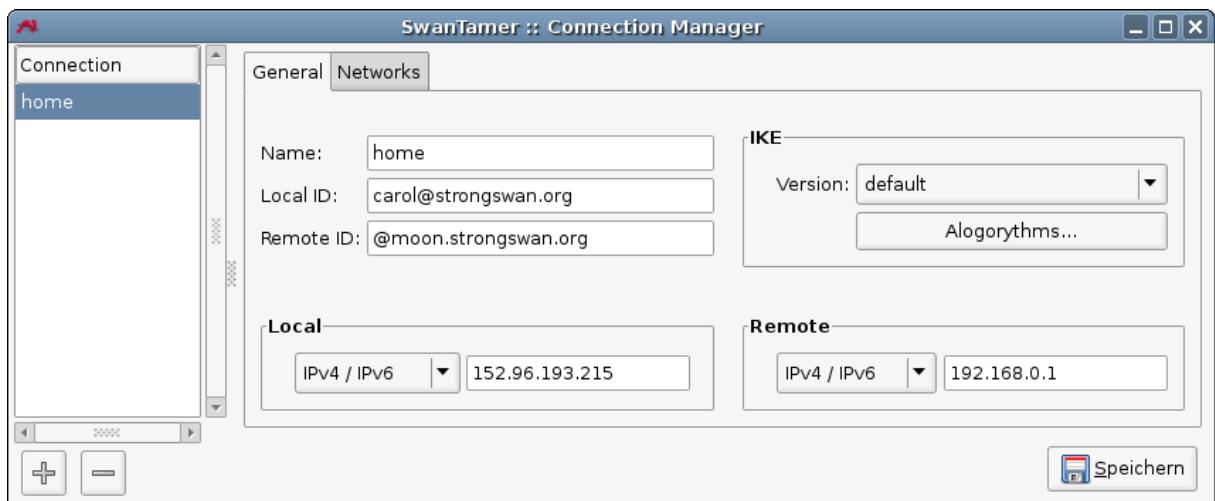 SwanTamer :: Connection Manager
Connection
home
General Networks
Name: home
Local ID: carol@strongswan.org
Remote ID: @moon.strongswan.org
IKE
Version: default
Alogorythms...
Local
IPv4 / IPv6 152.96.193.215
Remote
IPv4 / IPv6 192.168.0.1
Speichern